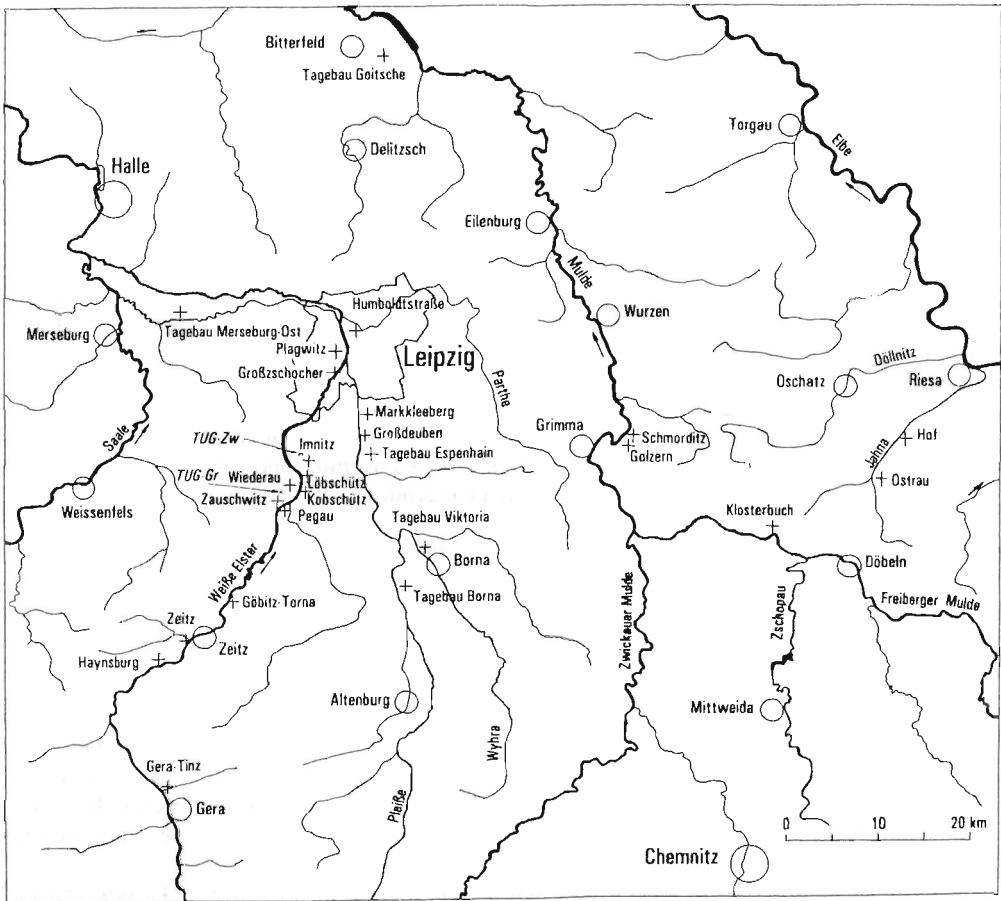 Bitterfeld
Tagebau Goitsche
Torgau
Elbe
Delitzsch
Halle
Eilenburg
Mulde
Humboldtstraße
Wurzen
Merseburg
Tagebau Merseburg-Ost
Plagwitz
Leipzig
Großzschocher
Döllnitz
Oschatz
Riesa
Parthe
Markkleeberg
Großdeuben
Grimma
Schmorditz
Golzern
Hof
Jahna
Saale
TUG-Zw
Imnitz
Tagebau Espenhain
TUG-Gr
Wiederau
Löbschütz
Zauschwitz
Kobschütz
Pegau
Ostrau
Weissenfels
Klosterbuch
Tagebau Viktoria
Borna
Döbeln
Weiße Elster
Tagebau Borna
Göbitz-Torna
Freiberger Mulde
Zschopau
Zwickauer Mulde
Zeitz
Zeitz
Haynsburg
Altenburg
Mittweida
Wyhra
Gera-Tinz
Gera
Pleiße
0 10 20 km
Chemnitz